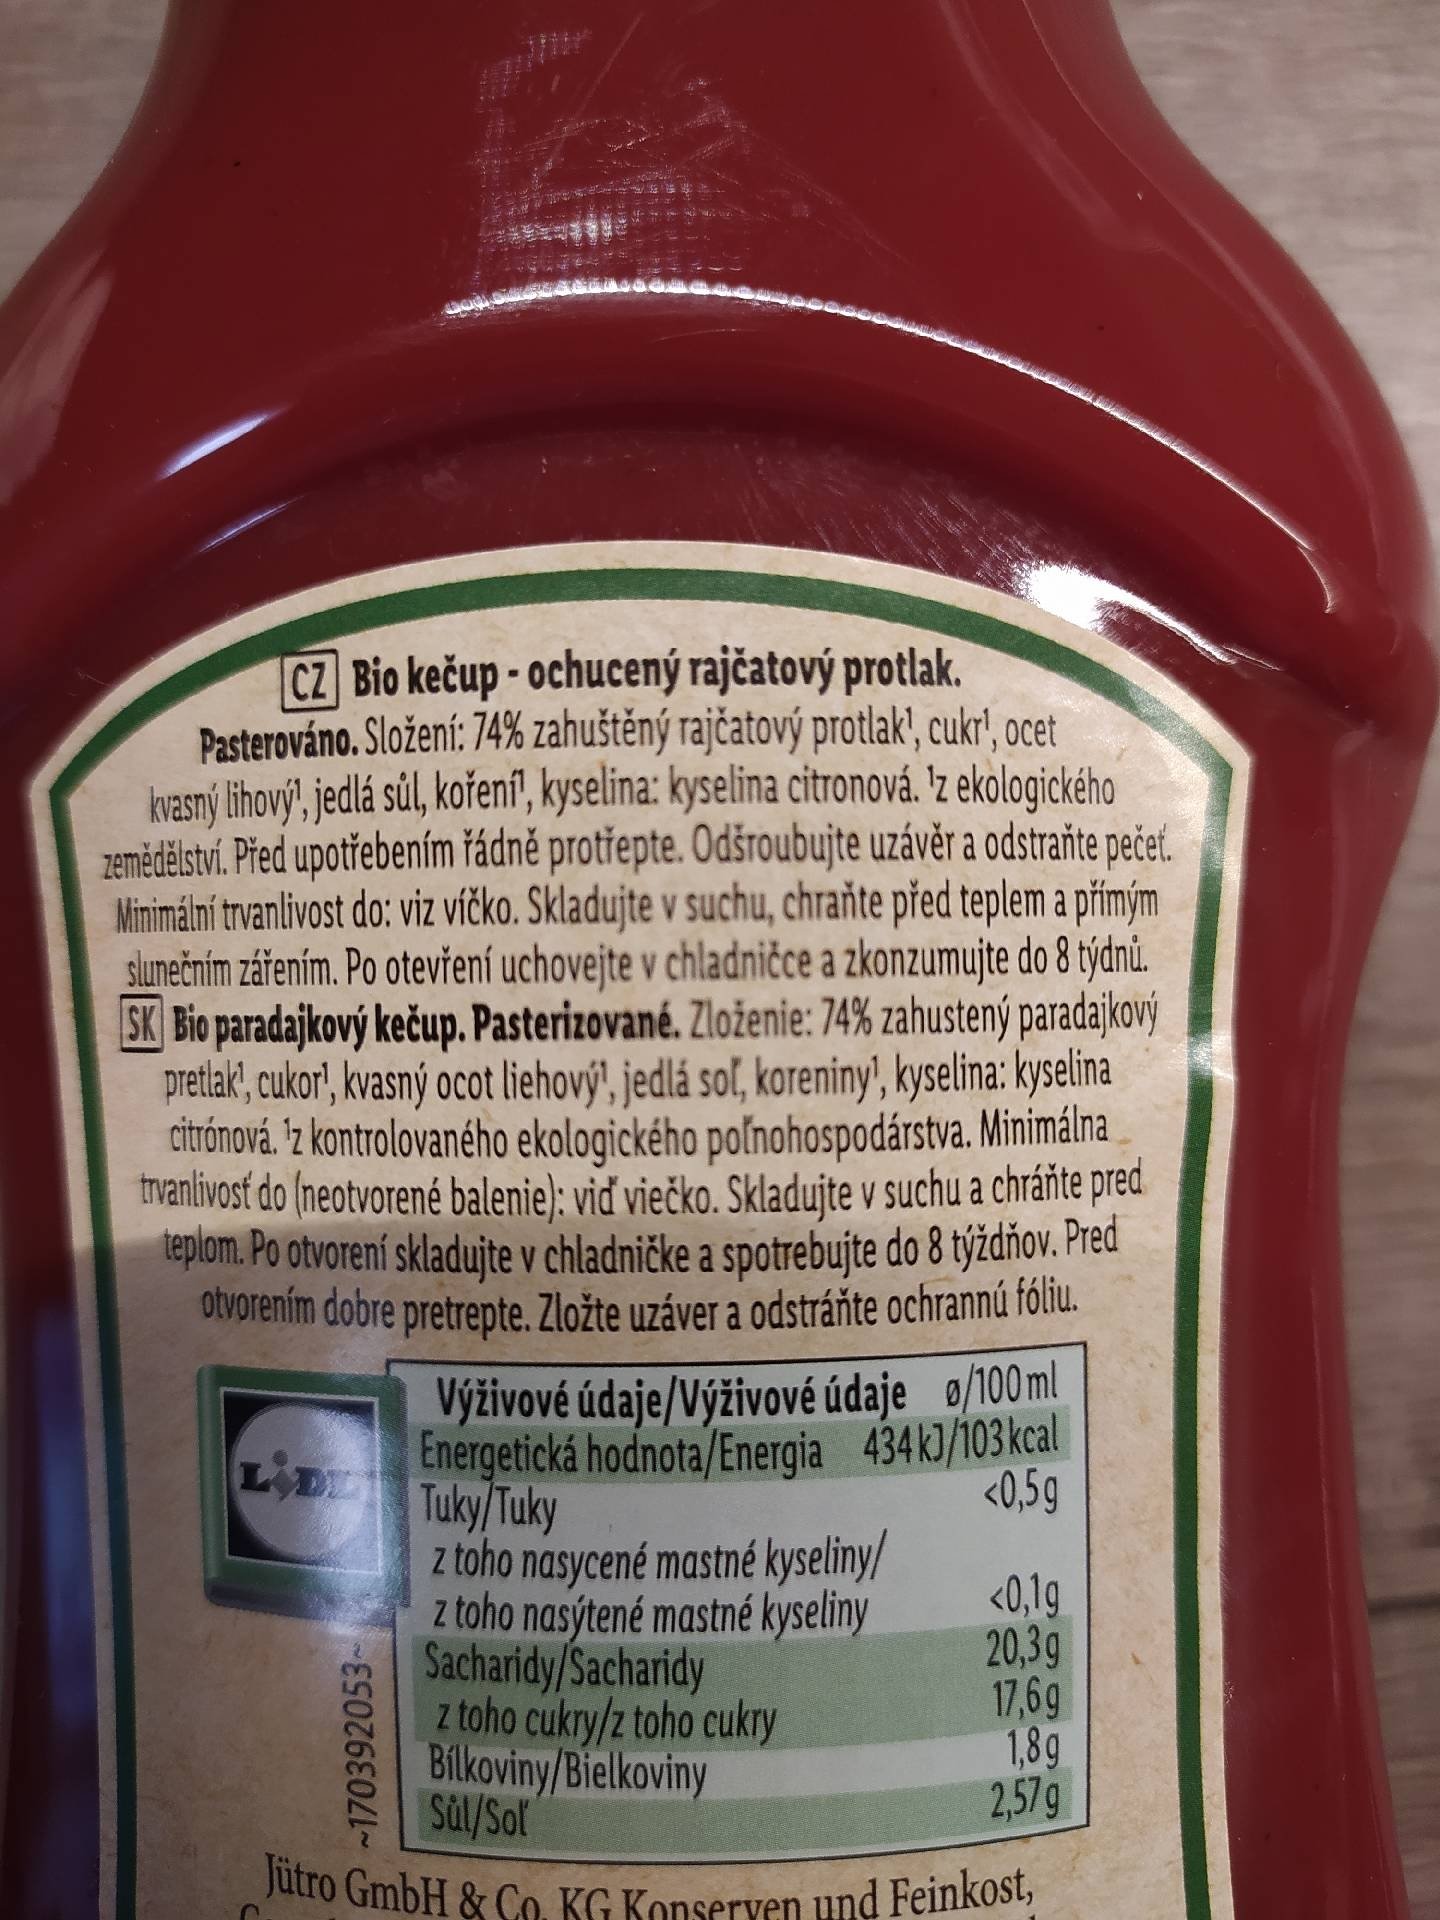 CZ Bio kečup - ochucený rajčatový protlak.
Pasterováno. Složení: 74% zahuštěný rajčatový protlak¹, cukr¹, ocet
kvasný lihový¹, jedlá sůl, koření¹, kyselina: kyselina citronová. ¹z ekologického
zemědělství. Před upotřebením řádně protřepte. Odšroubujte uzávěr a odstraňte pečeť.
Minimální trvanlivost do: viz víčko. Skladujte v suchu, chraňte před teplem a přímým
slunečním zářením. Po otevření uchovejte v chladničce a zkonzumujte do 8 týdnů.
SK Bio paradajkový kečup. Pasterizované. Zloženie: 74% zahustený paradajkový
pretlak¹, cukor¹, kvasný ocot liehový¹, jedlá soľ, koreniny¹, kyselina: kyselina
citrónová. ¹z kontrolovaného ekologického poľnohospodárstva. Minimálna
trvanlivosť do (neotvorené balenie): viď viečko. Skladujte v suchu a chráňte pred
teplom. Po otvorení skladujte v chladničke a spotrebujte do 8 týždňov. Pred
otvorením dobre pretrepte. Zložte uzáver a odstráňte ochrannú fóliu.
LIDL
Výživové údaje/Výživové údaje ø/100 ml
Energetická hodnota/Energia 434 kJ/103 kcal
Tuky/Tuky <0,5 g
z toho nasycené mastné kyseliny/
z toho nasýtené mastné kyseliny <0,1 g
Sacharidy/Sacharidy 20,3 g
z toho cukry/z toho cukry 17,6 g
Bílkoviny/Bielkoviny 1,8 g
Sůl/Soľ 2,57 g
~170392053~
Jütro GmbH & Co. KG Konserven und Feinkost,